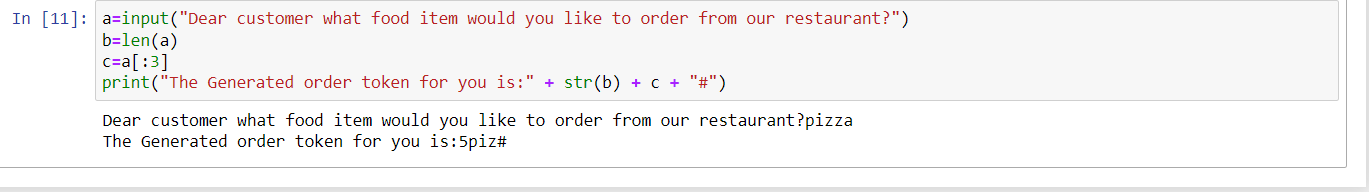 In [11]: a=input("Dear customer what food item would you like to order from our restaurant?")
b=len(a)
c=a[:3]
print("The Generated order token for you is:" + str(b) + c + "#")
Dear customer what food item would you like to order from our restaurant?pizza
The Generated order token for you is:5piz#